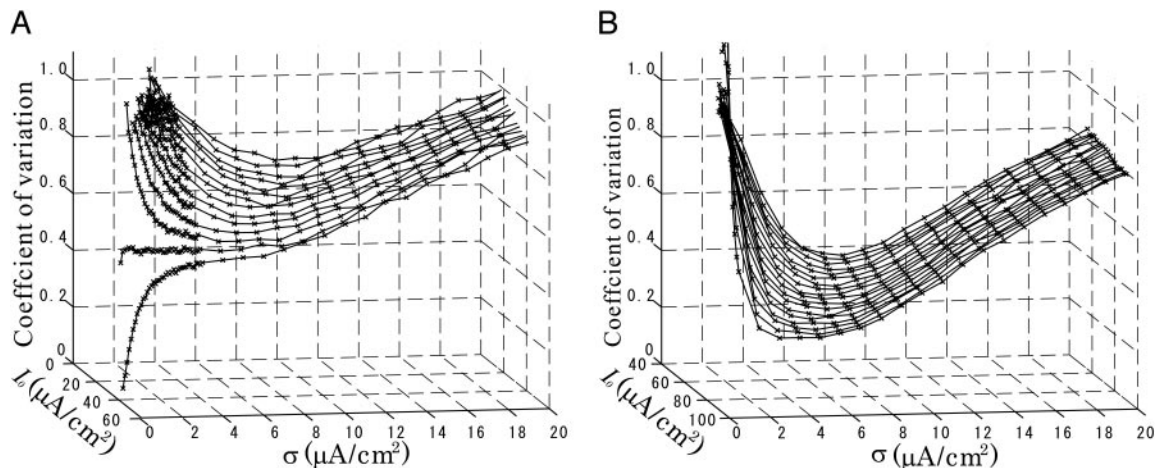 A
Coeffcient of variation
1.0
0.8
0.6
0.4
0.2
0
20
40
60
I₀ (μA/cm²)
0 2 4 6 8 10 12 14 16 18 20
σ (μA/cm²)
B
Coeffcient of variation
1.0
0.8
0.6
0.4
0.2
0
40
60
80
100
I₀ (μA/cm²)
0 2 4 6 8 10 12 14 16 18 20
σ (μA/cm²)